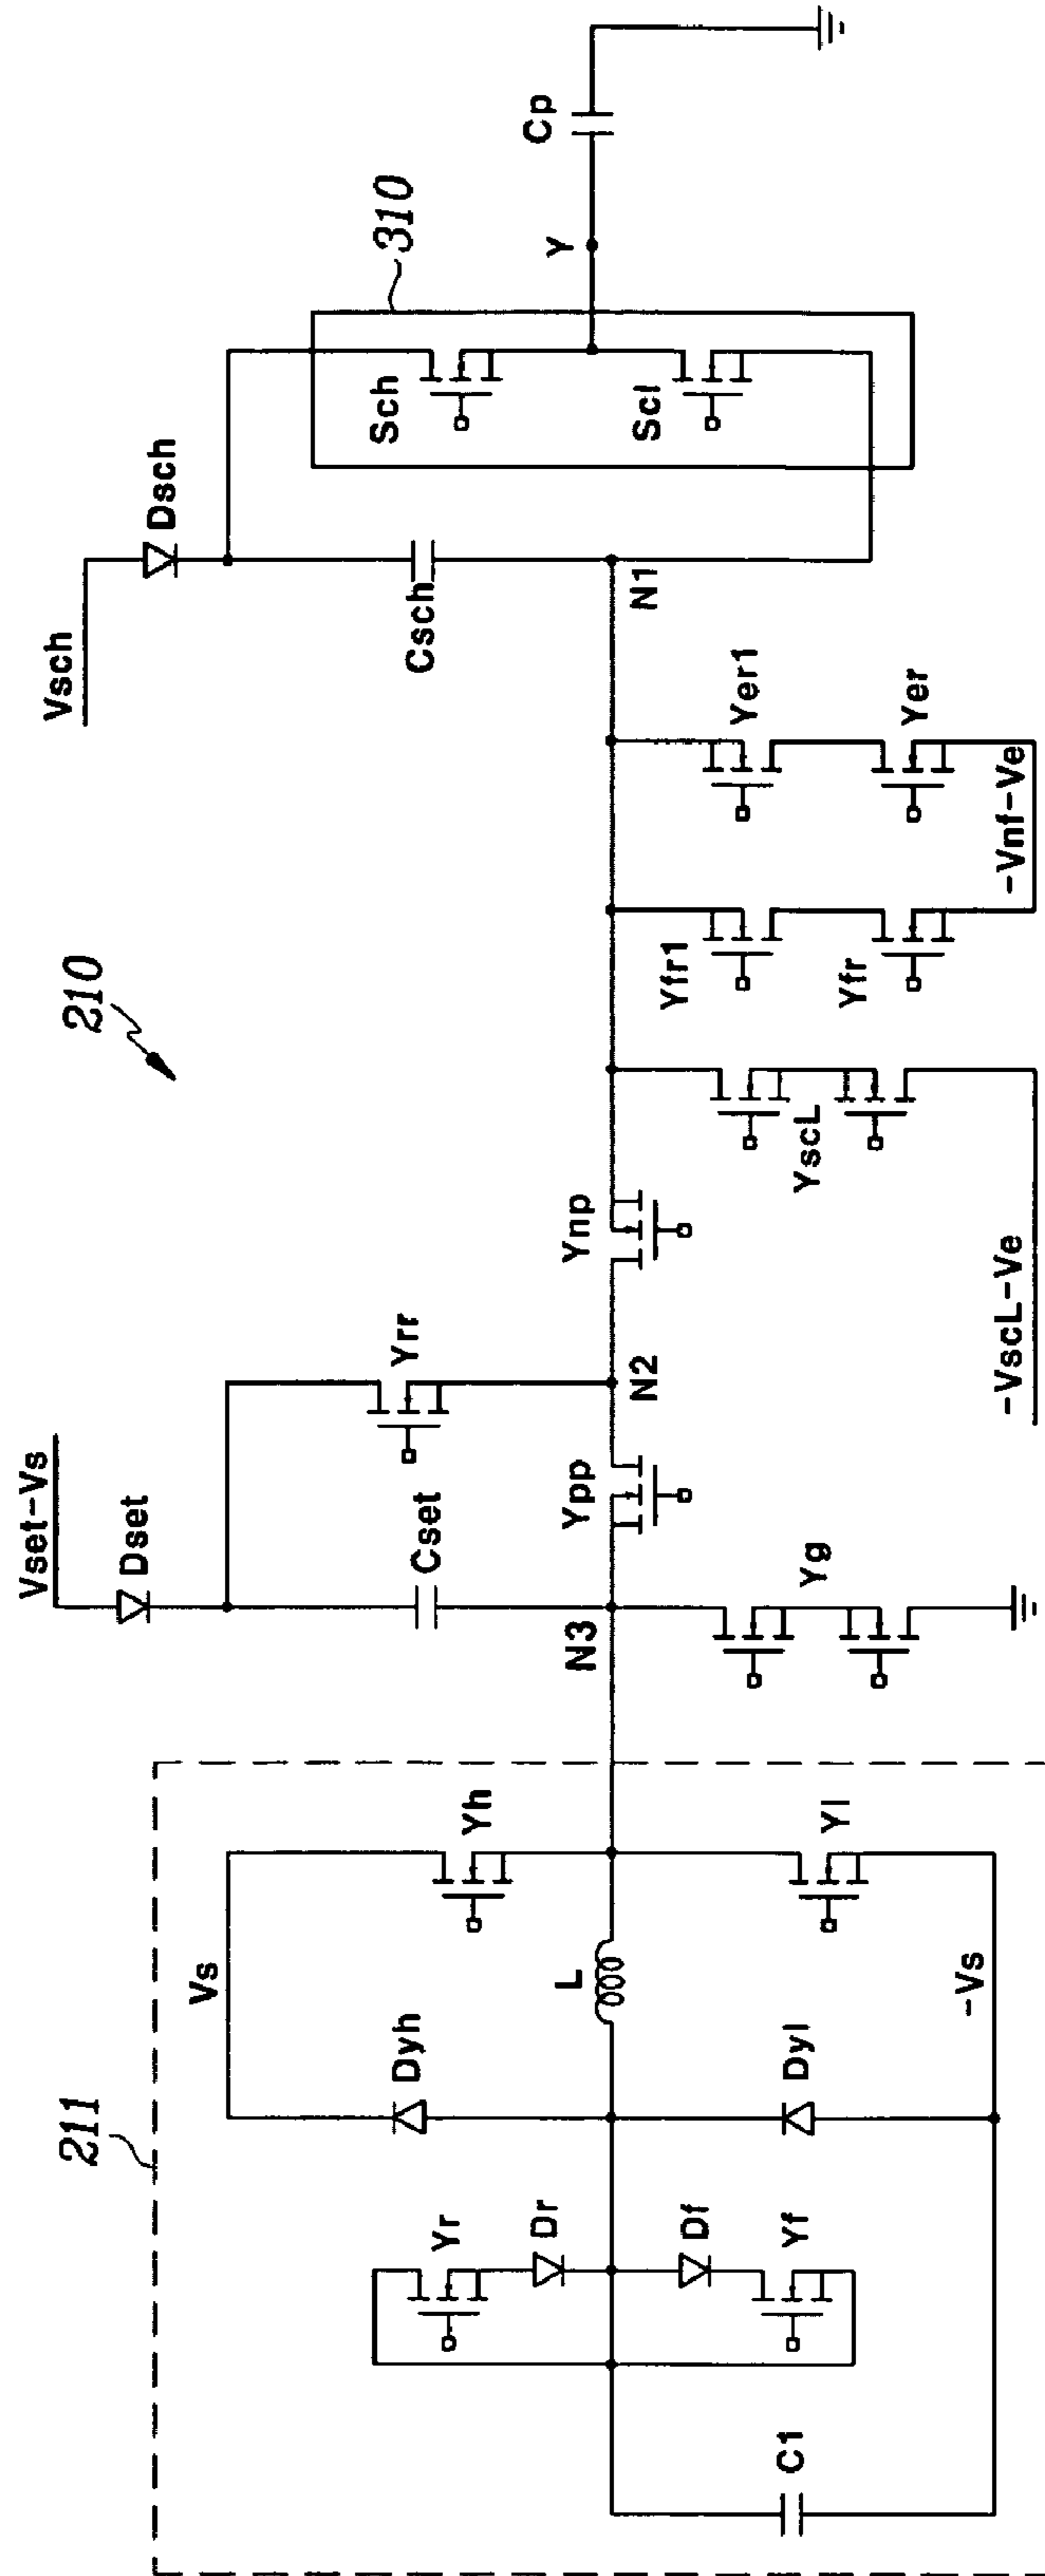 210
211
Vs
Yr
Dr
Df
Yf
C1
Dyh
Dyl
L
Yh
Yl
-Vs
Vset-Vs
Dset
Cset
Yrr
N3
Ypp
N2
Ynp
Yg
YscL
-VscL-Ve
Yfr1
Yfr
Yer1
Yer
-Vnf-Ve
Vsch
Dsch
Csch
N1
310
Sch
Scl
Y
Cp